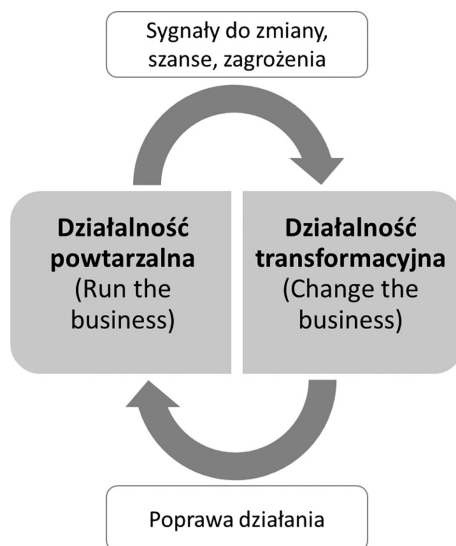 Sygnały do zmiany,
szanse, zagrożenia
Działalność
powtarzalna
(Run the
business)
Działalność
transformacyjna
(Change the
business)
Poprawa działania